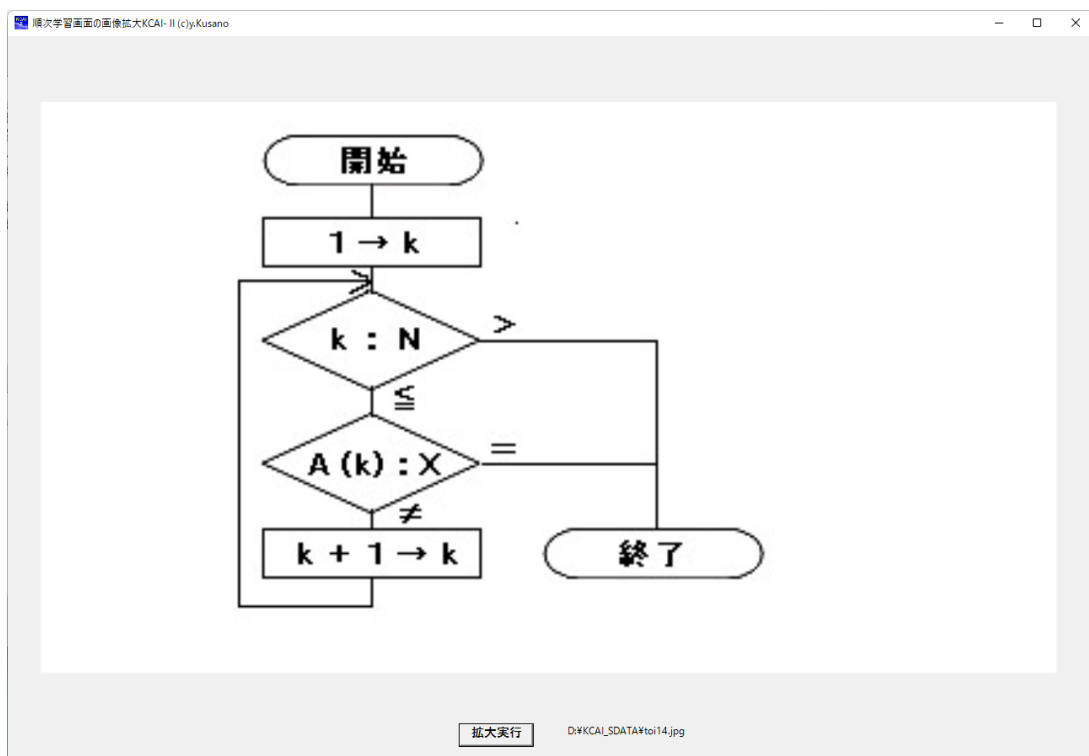 順次学習画面の画像拡大KCAI-Ⅱ(c)y.Kusano
開始
1 → k
k : N
>
≦
A (k) : X
=
≠
k + 1 → k
終了
拡大実行
D:¥KCAI_SDATA¥toi14.jpg